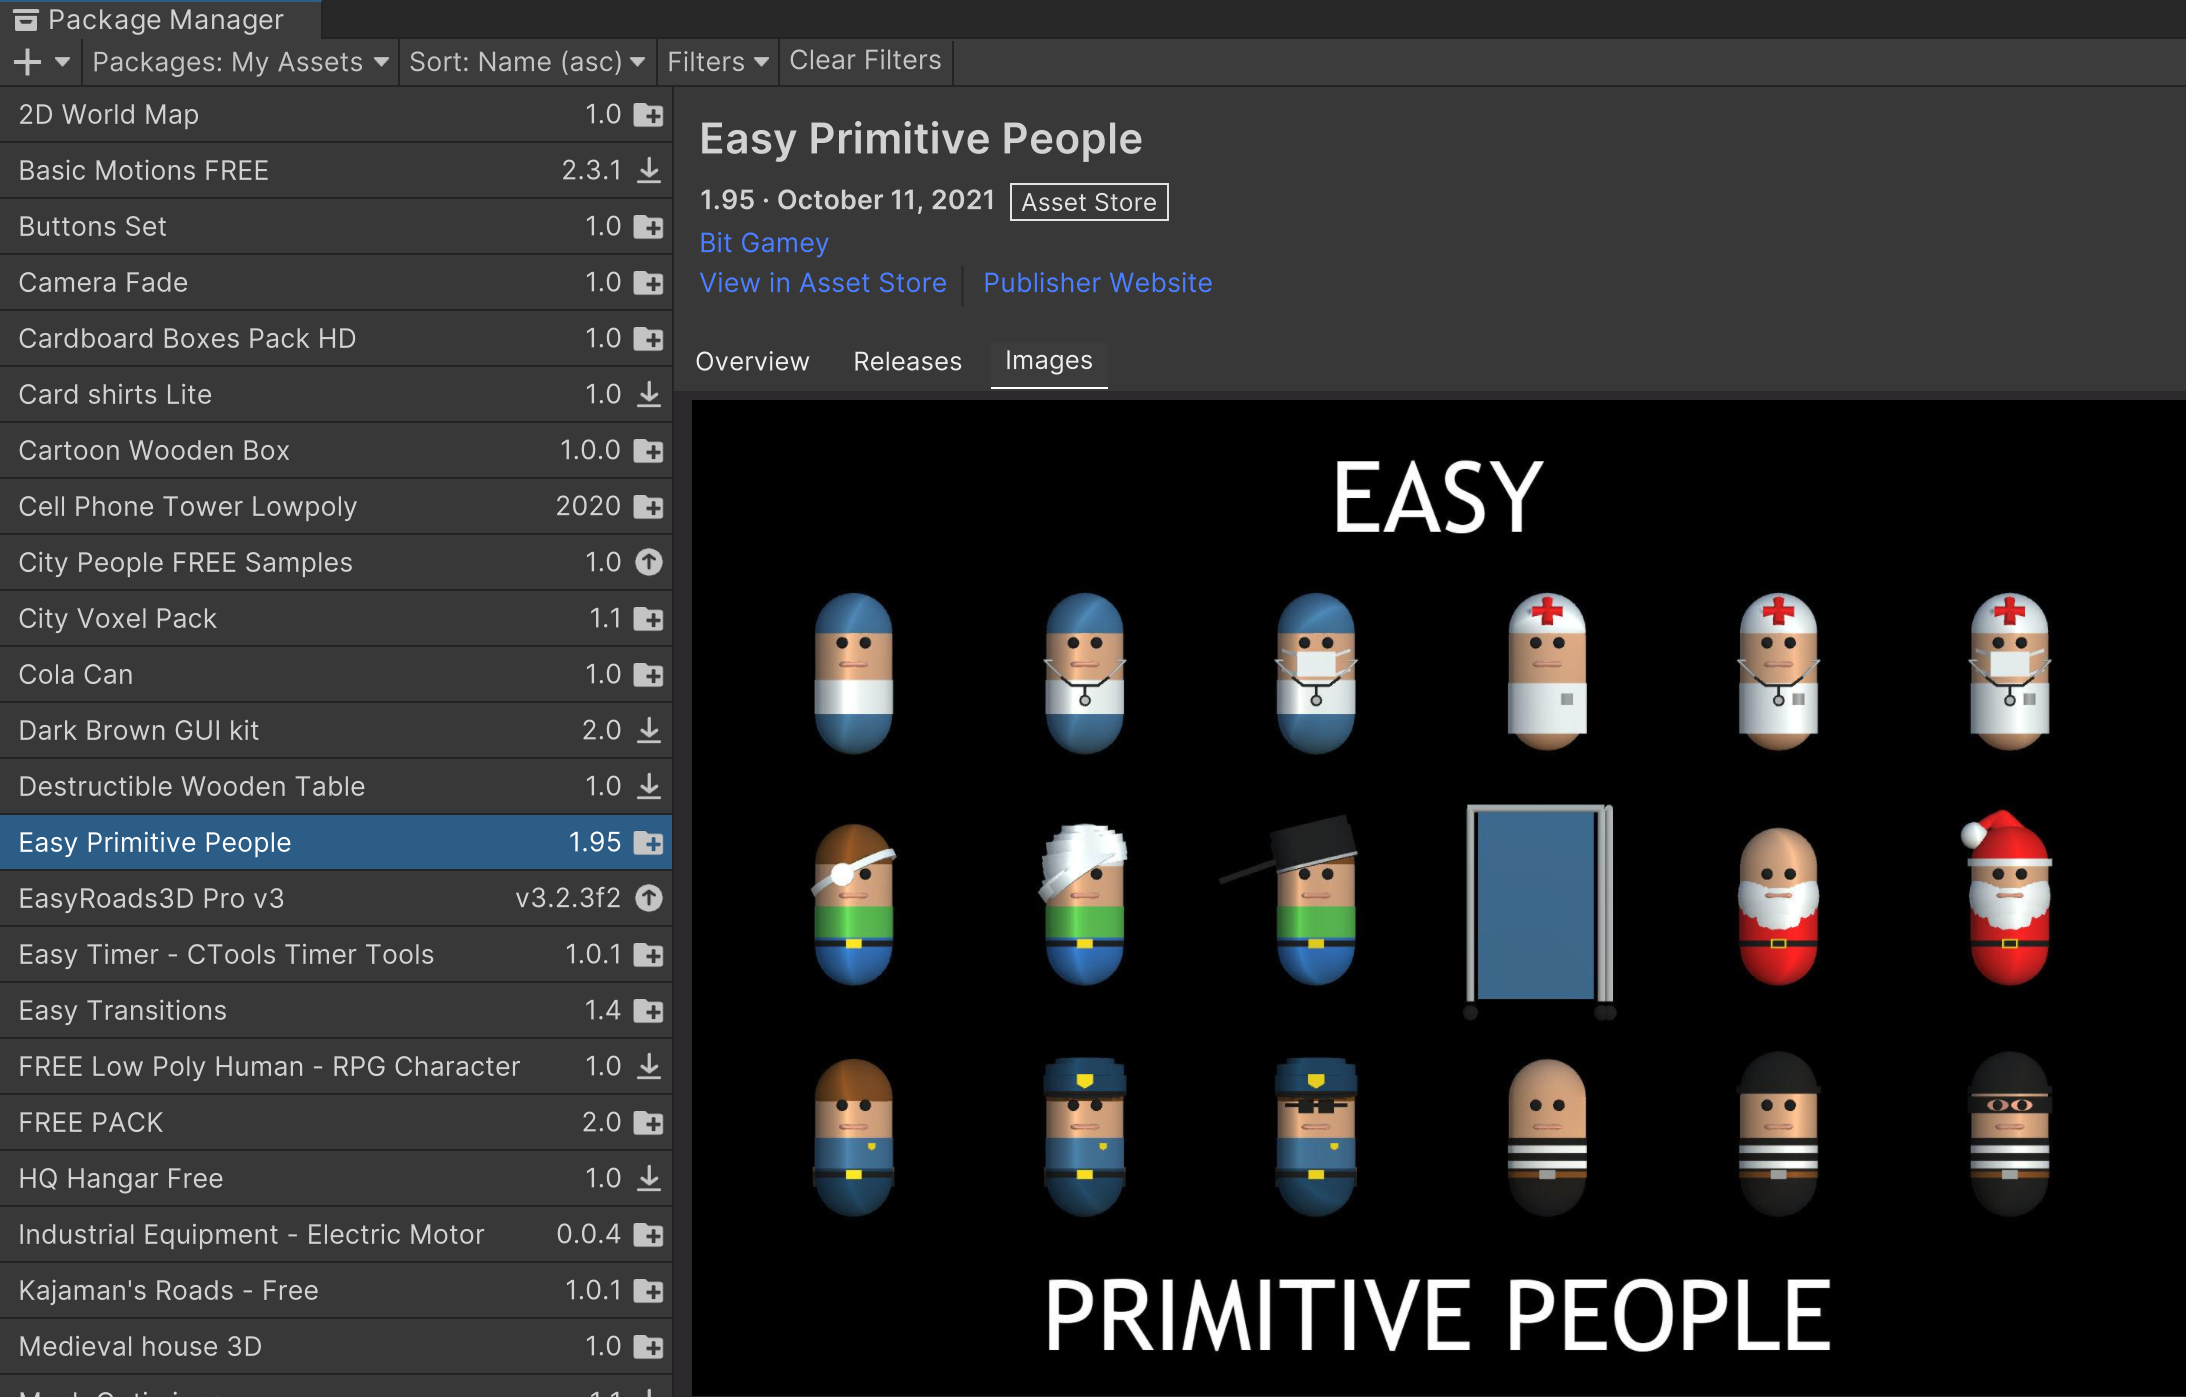 Package Manager
Packages: My Assets Sort: Name (asc) Filters Clear Filters
2D World Map 1.0
Basic Motions FREE 2.3.1
Buttons Set 1.0
Camera Fade 1.0
Cardboard Boxes Pack HD 1.0
Card shirts Lite 1.0
Cartoon Wooden Box 1.0.0
Cell Phone Tower Lowpoly 2020
City People FREE Samples 1.0
City Voxel Pack 1.1
Cola Can 1.0
Dark Brown GUI kit 2.0
Destructible Wooden Table 1.0
Easy Primitive People 1.95
EasyRoads3D Pro v3 v3.2.3f2
Easy Timer - CTools Timer Tools 1.0.1
Easy Transitions 1.4
FREE Low Poly Human - RPG Character 1.0
FREE PACK 2.0
HQ Hangar Free 1.0
Industrial Equipment - Electric Motor 0.0.4
Kajaman's Roads - Free 1.0.1
Medieval house 3D 1.0
Easy Primitive People
1.95 · October 11, 2021 Asset Store
Bit Gamey
View in Asset Store Publisher Website
Overview Releases Images
EASY
PRIMITIVE PEOPLE